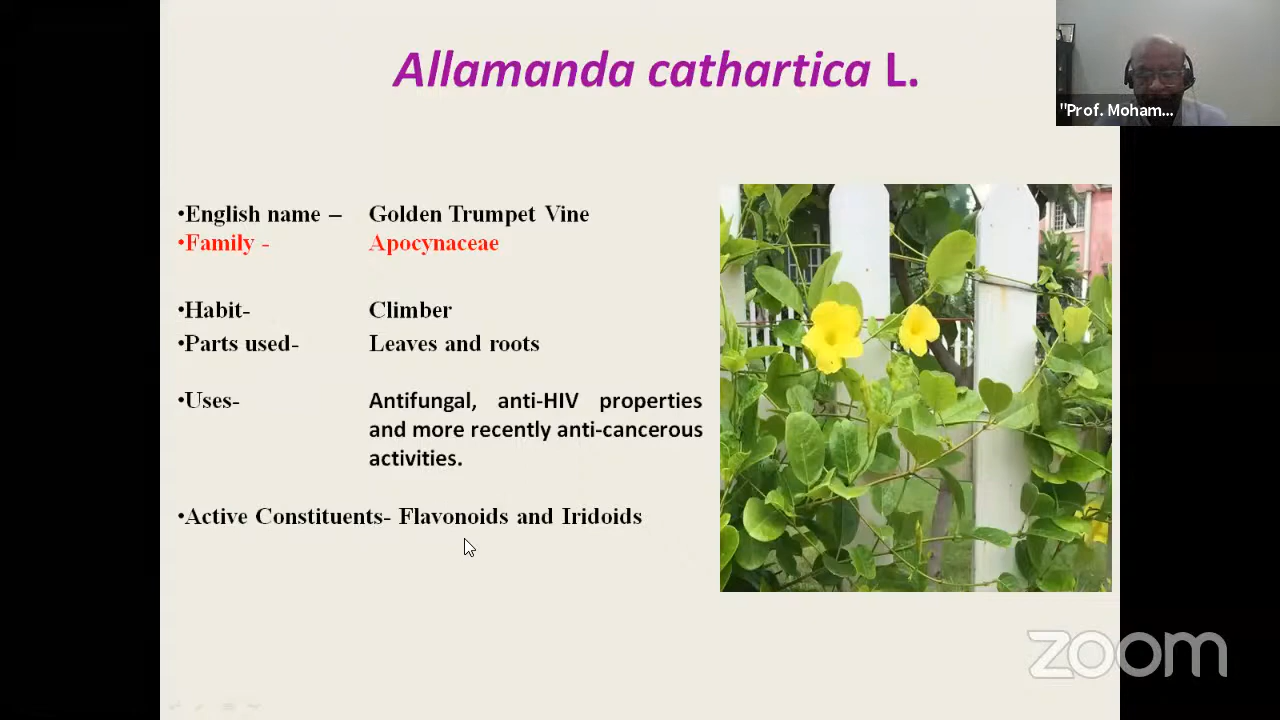 Allamanda cathartica L.
"Prof. Moham...
•English name – Golden Trumpet Vine
•Family - Apocynaceae
•Habit- Climber
•Parts used- Leaves and roots
•Uses- Antifungal, anti-HIV properties
and more recently anti-cancerous
activities.
•Active Constituents- Flavonoids and Iridoids
zoom